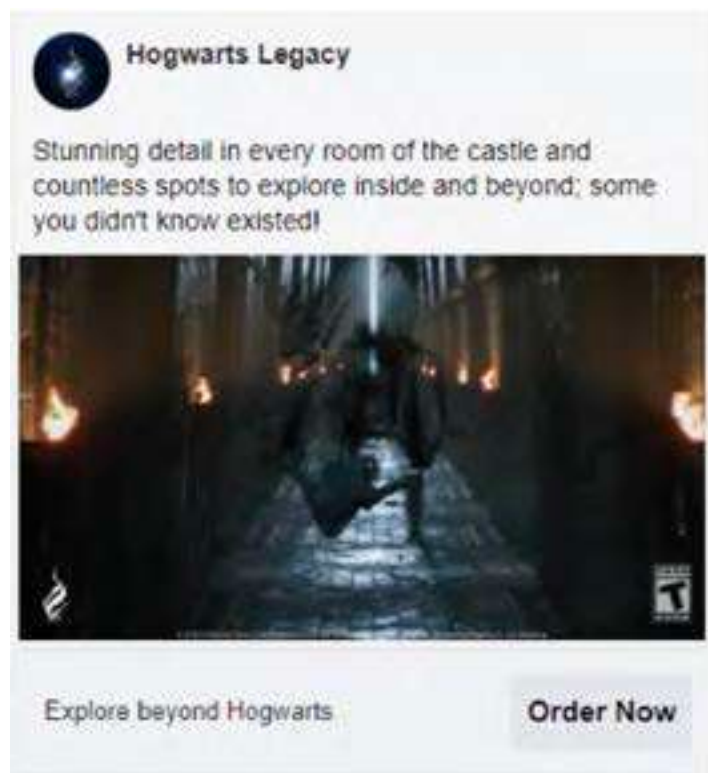 Hogwarts Legacy
Stunning detail in every room of the castle and
countless spots to explore inside and beyond; some
you didn't know existed!
T
Explore beyond Hogwarts
Order Now